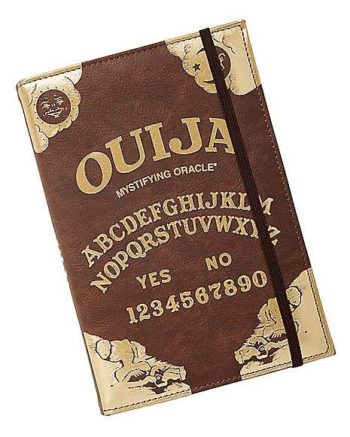 OUIJA
MYSTIFYING ORACLE®
ABCDEFGHIJKLM
NOPQRSTUVWXYZ
YES NO
1234567890